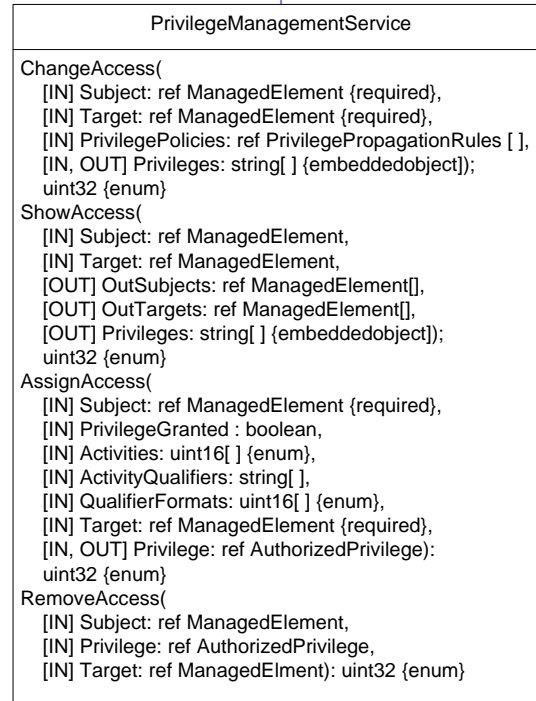 PrivilegeManagementService
ChangeAccess(
[IN] Subject: ref ManagedElement {required},
[IN] Target: ref ManagedElement {required},
[IN] PrivilegePolicies: ref PrivilegePropagationRules [ ],
[IN, OUT] Privileges: string[ ] {embeddedobject]);
uint32 {enum}
ShowAccess(
[IN] Subject: ref ManagedElement,
[IN] Target: ref ManagedElement,
[OUT] OutSubjects: ref ManagedElement[],
[OUT] OutTargets: ref ManagedElement[],
[OUT] Privileges: string[ ] {embeddedobject]);
uint32 {enum}
AssignAccess(
[IN] Subject: ref ManagedElement {required},
[IN] PrivilegeGranted : boolean,
[IN] Activities: uint16[ ] {enum},
[IN] ActivityQualifiers: string[ ],
[IN] QualifierFormats: uint16[ ] {enum},
[IN] Target: ref ManagedElement {required},
[IN, OUT] Privilege: ref AuthorizedPrivilege):
uint32 {enum}
RemoveAccess(
[IN] Subject: ref ManagedElement,
[IN] Privilege: ref AuthorizedPrivilege,
[IN] Target: ref ManagedElment): uint32 {enum}